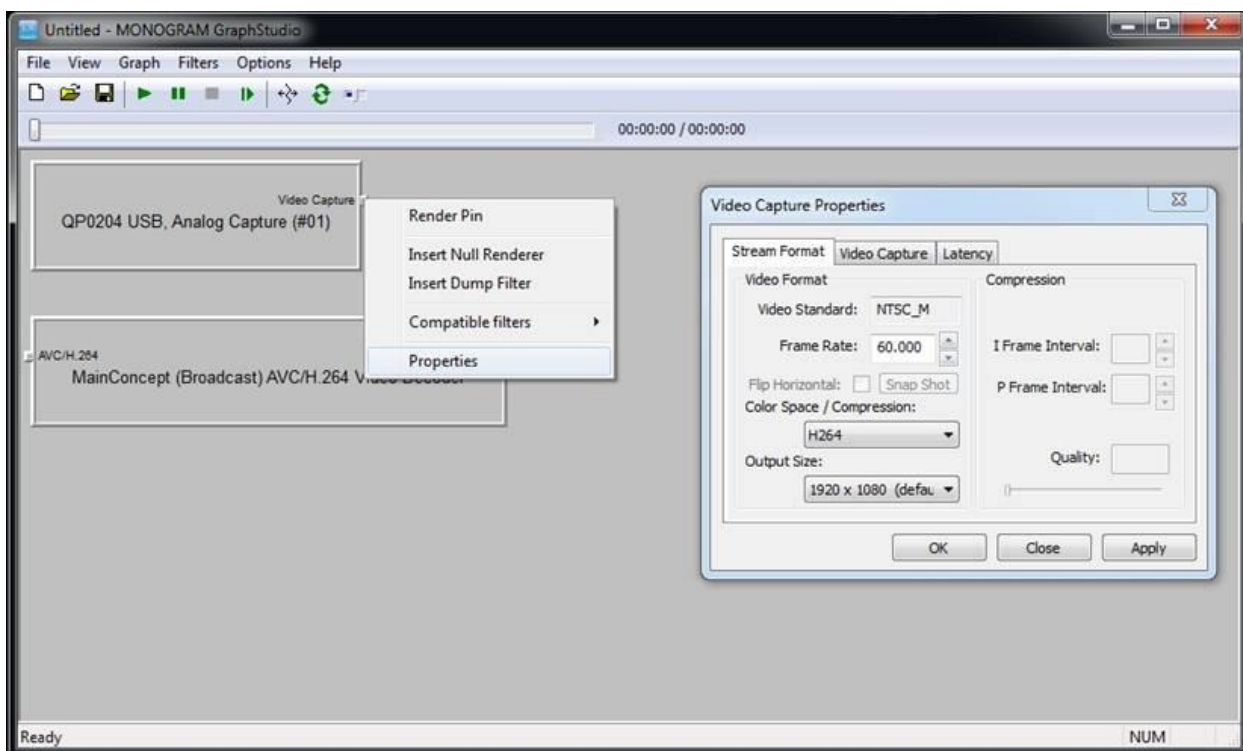 Untitled - MONOGRAM GraphStudio
File View Graph Filters Options Help
00:00:00 / 00:00:00
Video Capture
QP0204 USB, Analog Capture (#01)
Render Pin
Insert Null Renderer
Insert Dump Filter
Compatible filters
Properties
AVC/H.264
MainConcept (Broadcast) AVC/H.264 Video Decoder
Video Capture Properties
Stream Format Video Capture Latency
Video Format
Video Standard: NTSC_M
Frame Rate: 60.000
Flip Horizontal: Snap Shot
Color Space / Compression:
H264
Output Size:
1920 x 1080 (defau
Compression
I Frame Interval:
P Frame Interval:
Quality:
OK Close Apply
Ready NUM